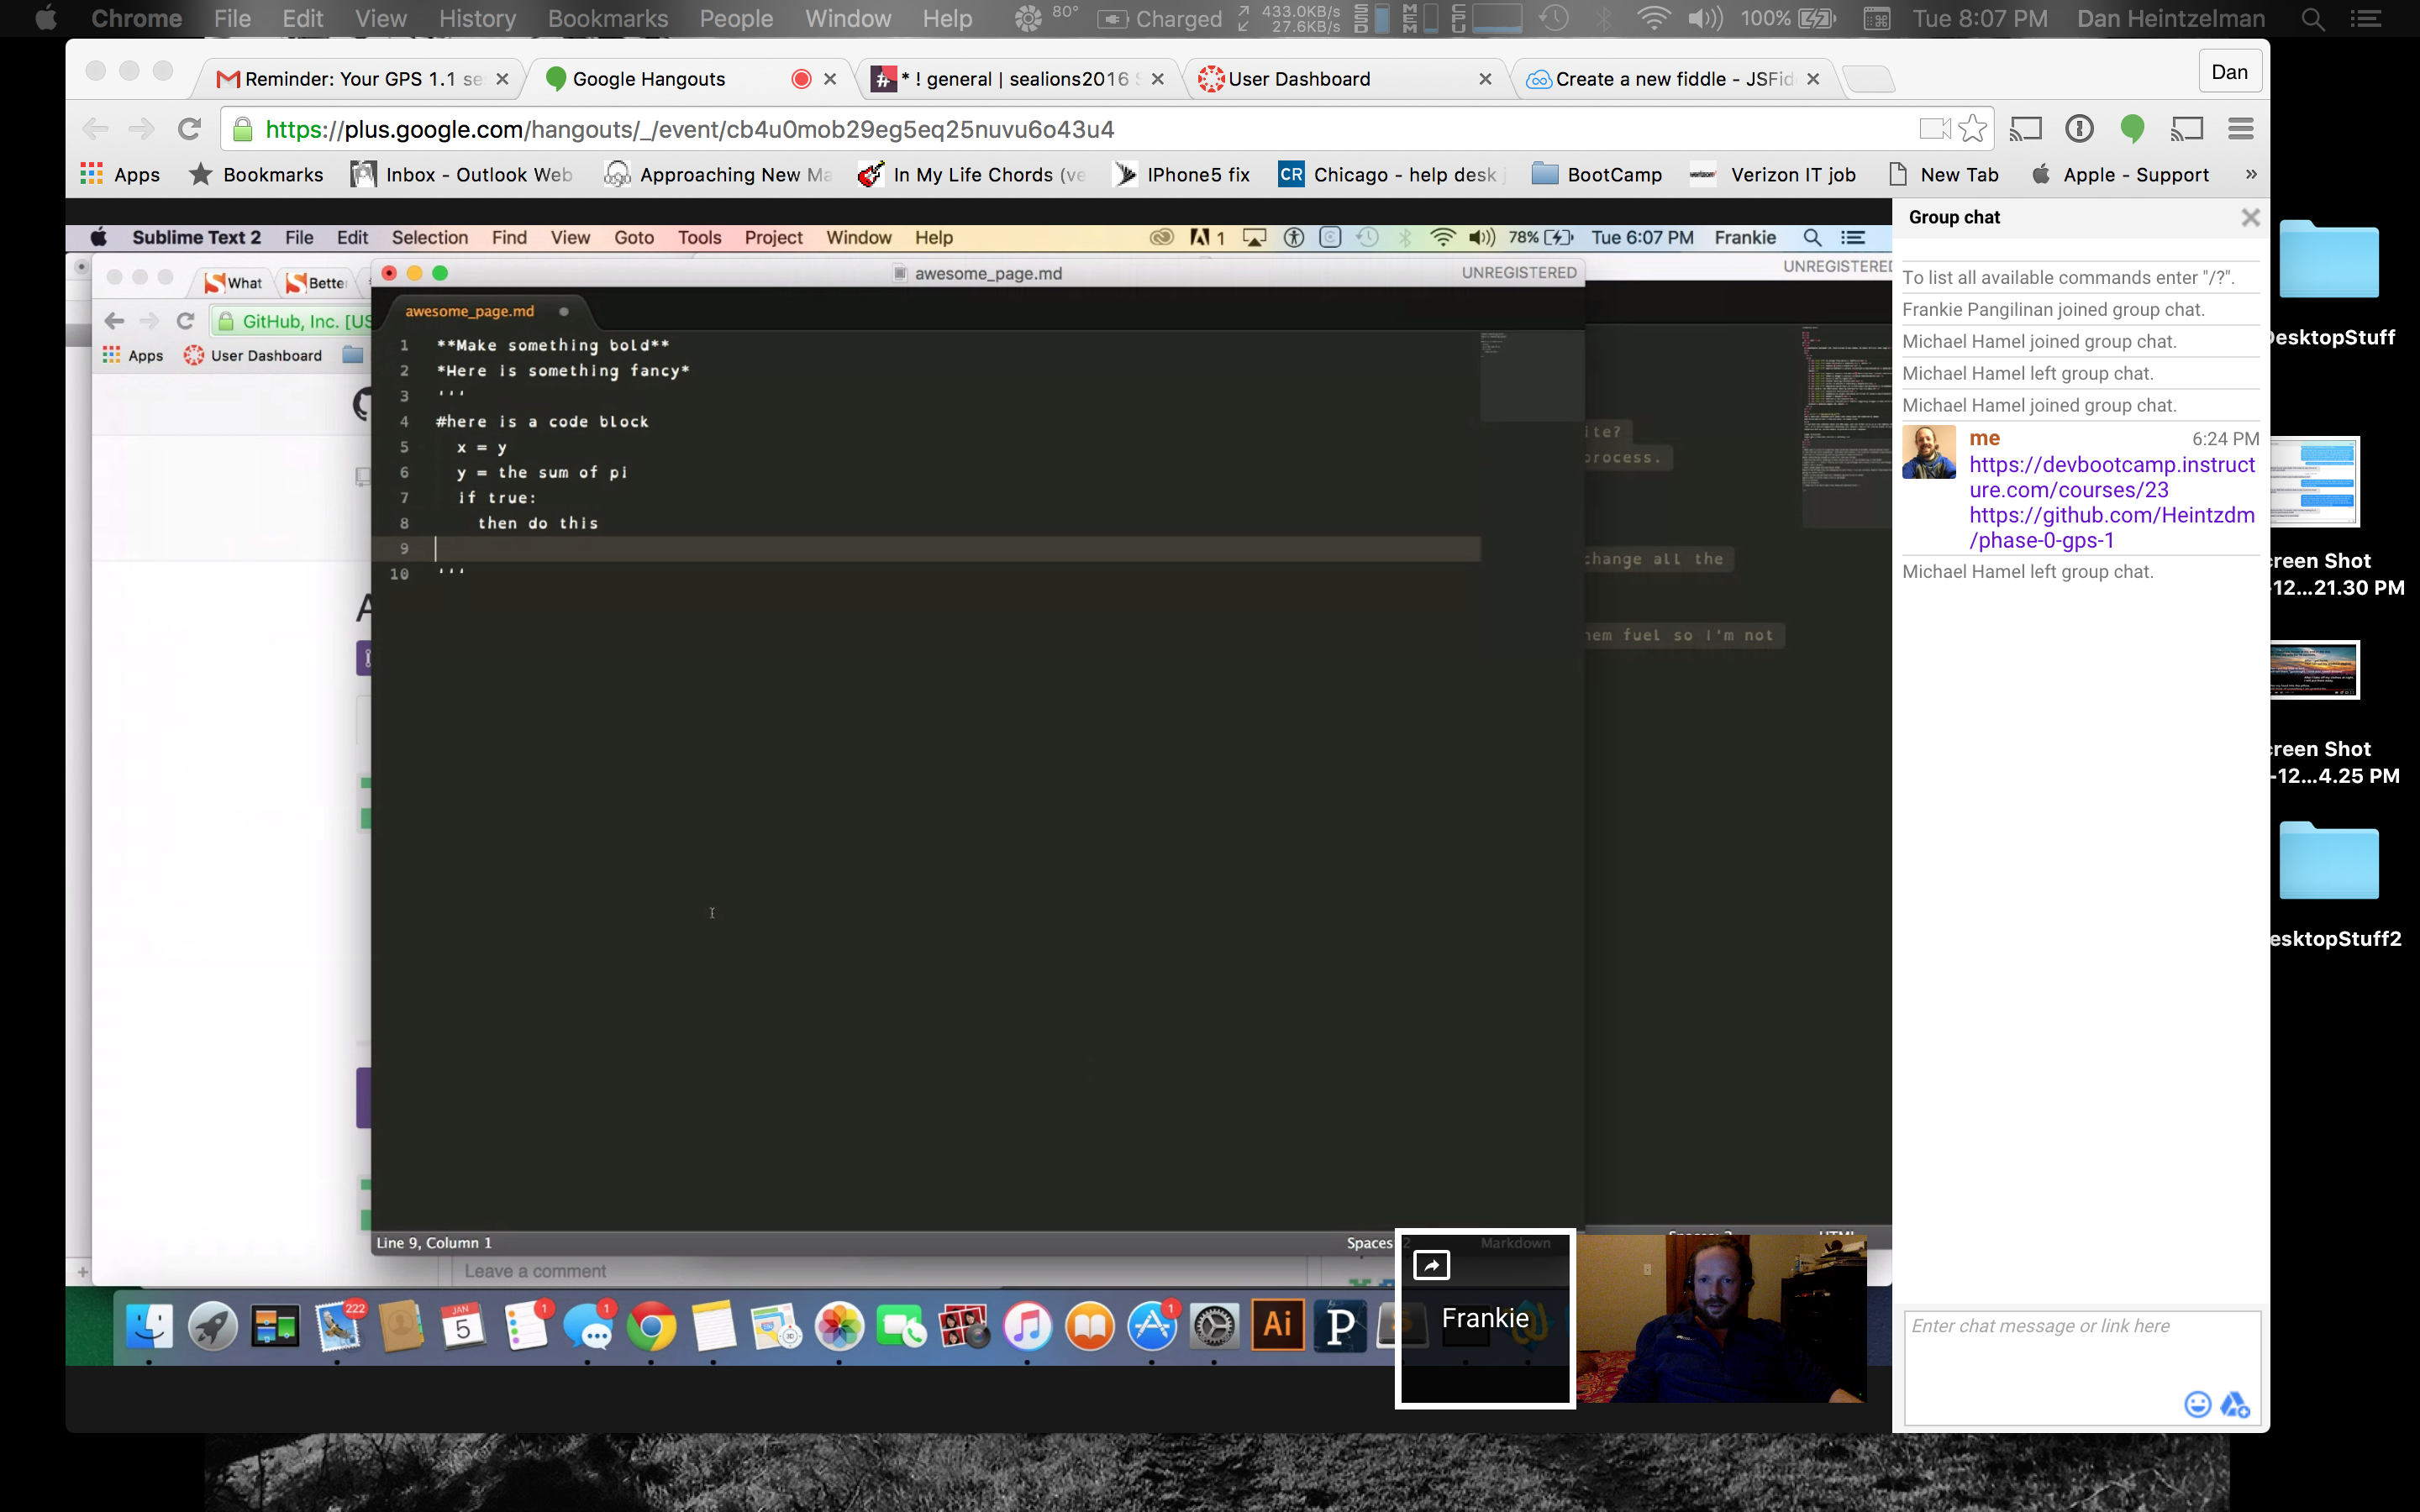 Chrome File Edit View History Bookmarks People Window Help 80° Charged 433.0KB/s 27.6KB/s SSD MEM CPU 100% Tue 8:07 PM Dan Heintzelman
Reminder: Your GPS 1.1 se Google Hangouts * ! general | sealions2016 S User Dashboard Create a new fiddle - JSFid Dan
https://plus.google.com/hangouts/_/event/cb4u0mob29eg5eq25nuvu6o43u4
Apps Bookmarks Inbox - Outlook Web Approaching New Ma In My Life Chords (ve IPhone5 fix CR Chicago - help desk BootCamp Verizon IT job New Tab Apple - Support »
Sublime Text 2 File Edit Selection Find View Goto Tools Project Window Help 1 78% Tue 6:07 PM Frankie
What Bette awesome_page.md UNREGISTERED UNREGISTERED
GitHub, Inc. [US
Apps User Dashboard
awesome_page.md
1 **Make something bold**
2 *Here is something fancy*
3 '''
4 #here is a code block
5 x = y
6 y = the sum of pi
7 if true:
8 then do this
9
10 '''
ite?
process.
change all the
hem fuel so I'm not
Line 9, Column 1 Spaces 2 Markdown
Leave a comment
222 JAN 5 1 1 1 Ai P
Frankie
Group chat
To list all available commands enter "/?".
Frankie Pangilinan joined group chat.
Michael Hamel joined group chat.
Michael Hamel left group chat.
Michael Hamel joined group chat.
me 6:24 PM
https://devbootcamp.instruct
ure.com/courses/23
https://github.com/Heintzdm
/phase-0-gps-1
Michael Hamel left group chat.
Enter chat message or link here
DesktopStuff
creen Shot
-12...21.30 PM
creen Shot
-12...4.25 PM
esktopStuff2